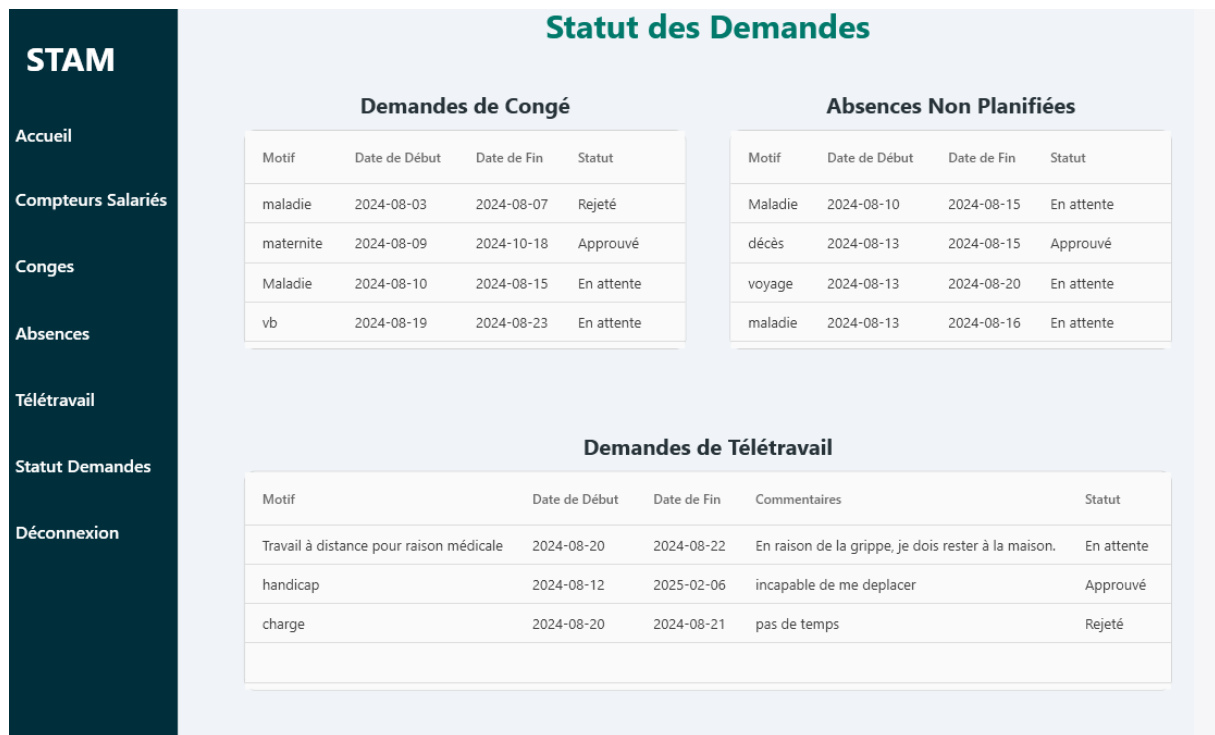 STAM
Accueil
Compteurs Salariés
Conges
Absences
Télétravail
Statut Demandes
Déconnexion
Statut des Demandes
Demandes de Congé
Motif Date de Début Date de Fin Statut
maladie 2024-08-03 2024-08-07 Rejeté
maternite 2024-08-09 2024-10-18 Approuvé
Maladie 2024-08-10 2024-08-15 En attente
vb 2024-08-19 2024-08-23 En attente
Absences Non Planifiées
Motif Date de Début Date de Fin Statut
Maladie 2024-08-10 2024-08-15 En attente
décès 2024-08-13 2024-08-15 Approuvé
voyage 2024-08-13 2024-08-20 En attente
maladie 2024-08-13 2024-08-16 En attente
Demandes de Télétravail
Motif Date de Début Date de Fin Commentaires Statut
Travail à distance pour raison médicale 2024-08-20 2024-08-22 En raison de la grippe, je dois rester à la maison. En attente
handicap 2024-08-12 2025-02-06 incapable de me deplacer Approuvé
charge 2024-08-20 2024-08-21 pas de temps Rejeté